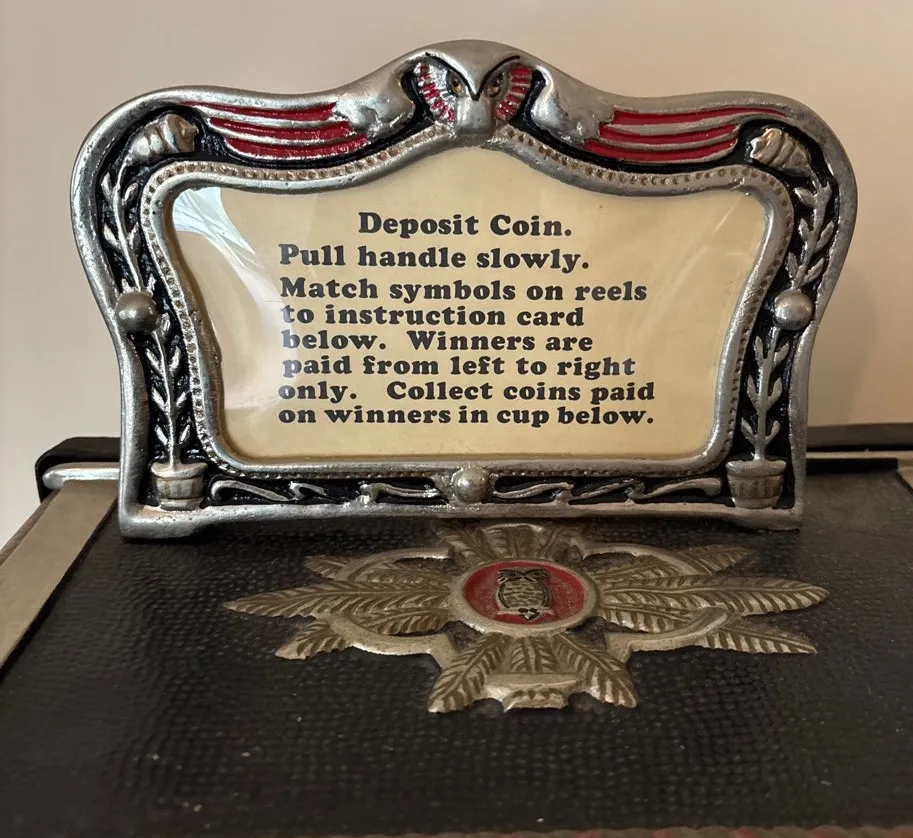 Deposit Coin.
Pull handle slowly.
Match symbols on reels
to instruction card
below. Winners are
paid from left to right
only. Collect coins paid
on winners in cup below.